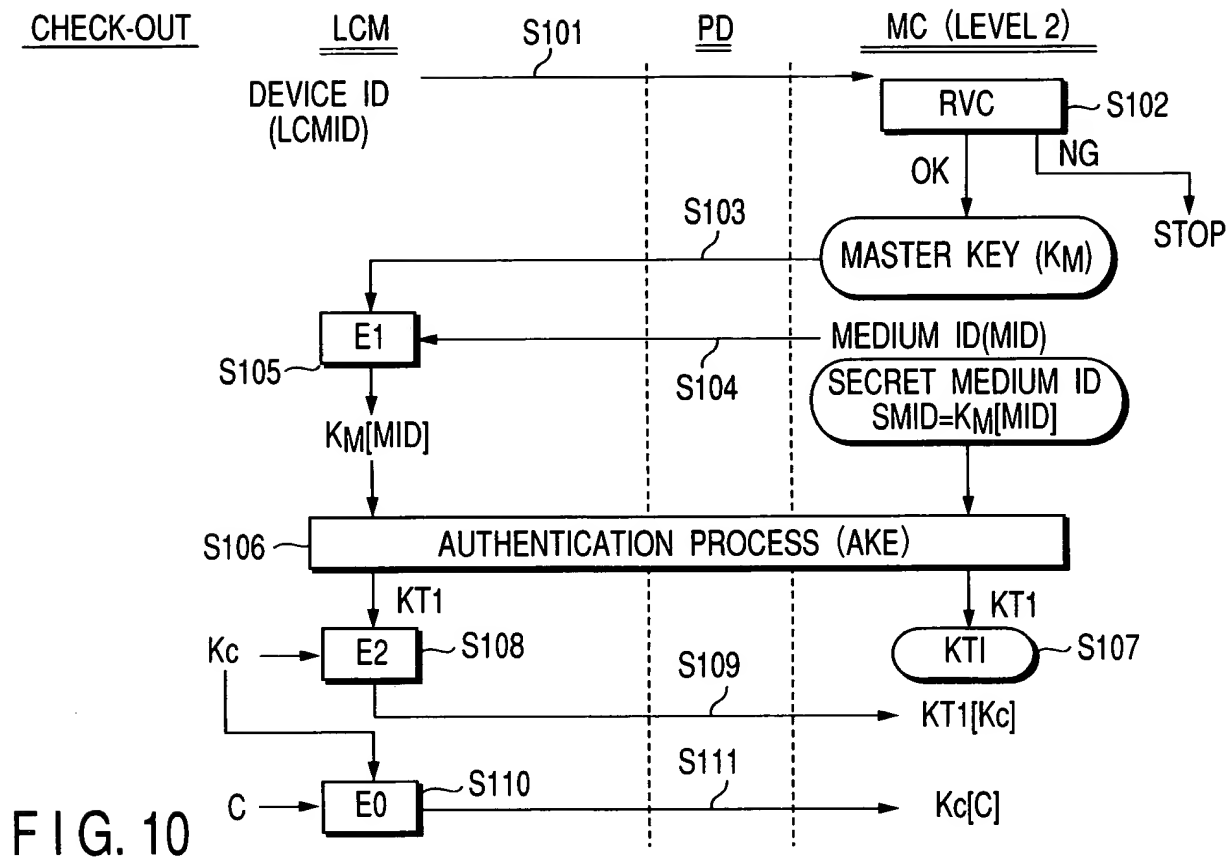 CHECK-OUT LCM S101 PD MC (LEVEL 2)
DEVICE ID
(LCMID)
RVC S102
OK NG
STOP
S103
MASTER KEY (KM)
E1
S105
S104
MEDIUM ID(MID)
SECRET MEDIUM ID
SMID=KM[MID]
KM[MID]
S106 AUTHENTICATION PROCESS (AKE)
KT1 KT1
Kc E2 S108 S109 KTI S107
KT1[Kc]
C E0 S110 S111 Kc[C]
FIG. 10